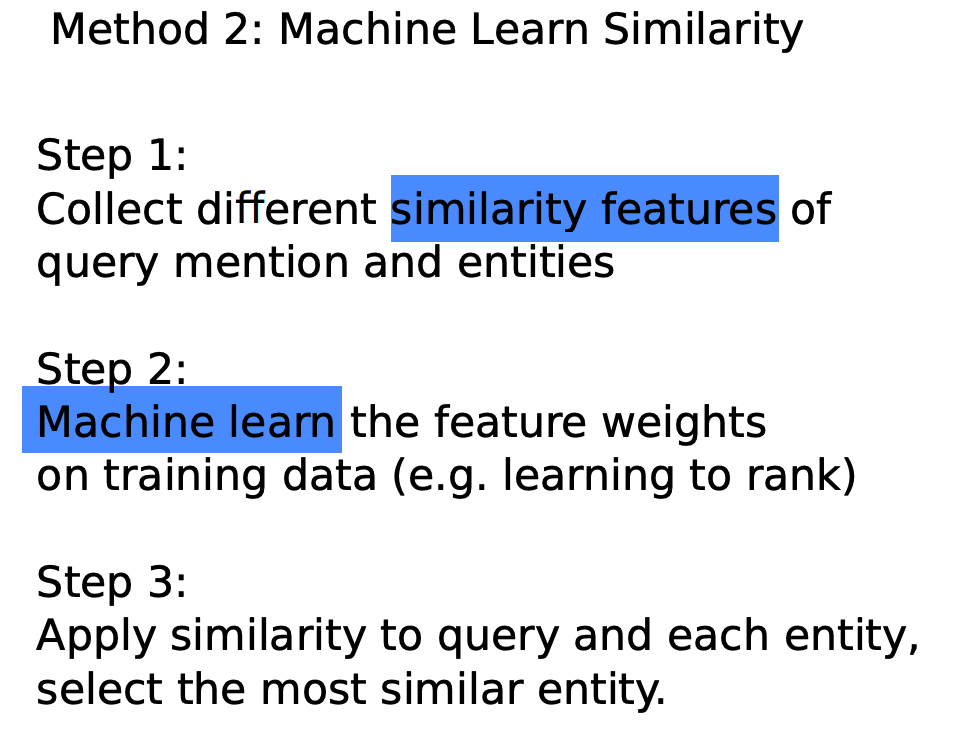 Method 2: Machine Learn Similarity
Step 1:
Collect different similarity features of
query mention and entities
Step 2:
Machine learn the feature weights
on training data (e.g. learning to rank)
Step 3:
Apply similarity to query and each entity,
select the most similar entity.